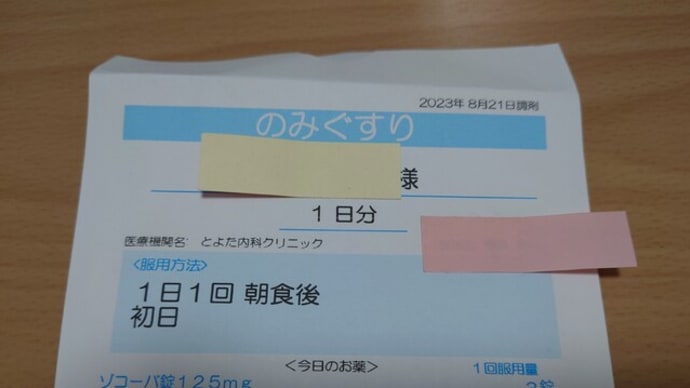 2023年 8月21日調剤
のみぐすり
様
1日分
医療機関名: とよた内科クリニック
<服用方法>
1日1回 朝食後
初日
<今日のお薬> 1回服用量
ゾコーバ錠125mg